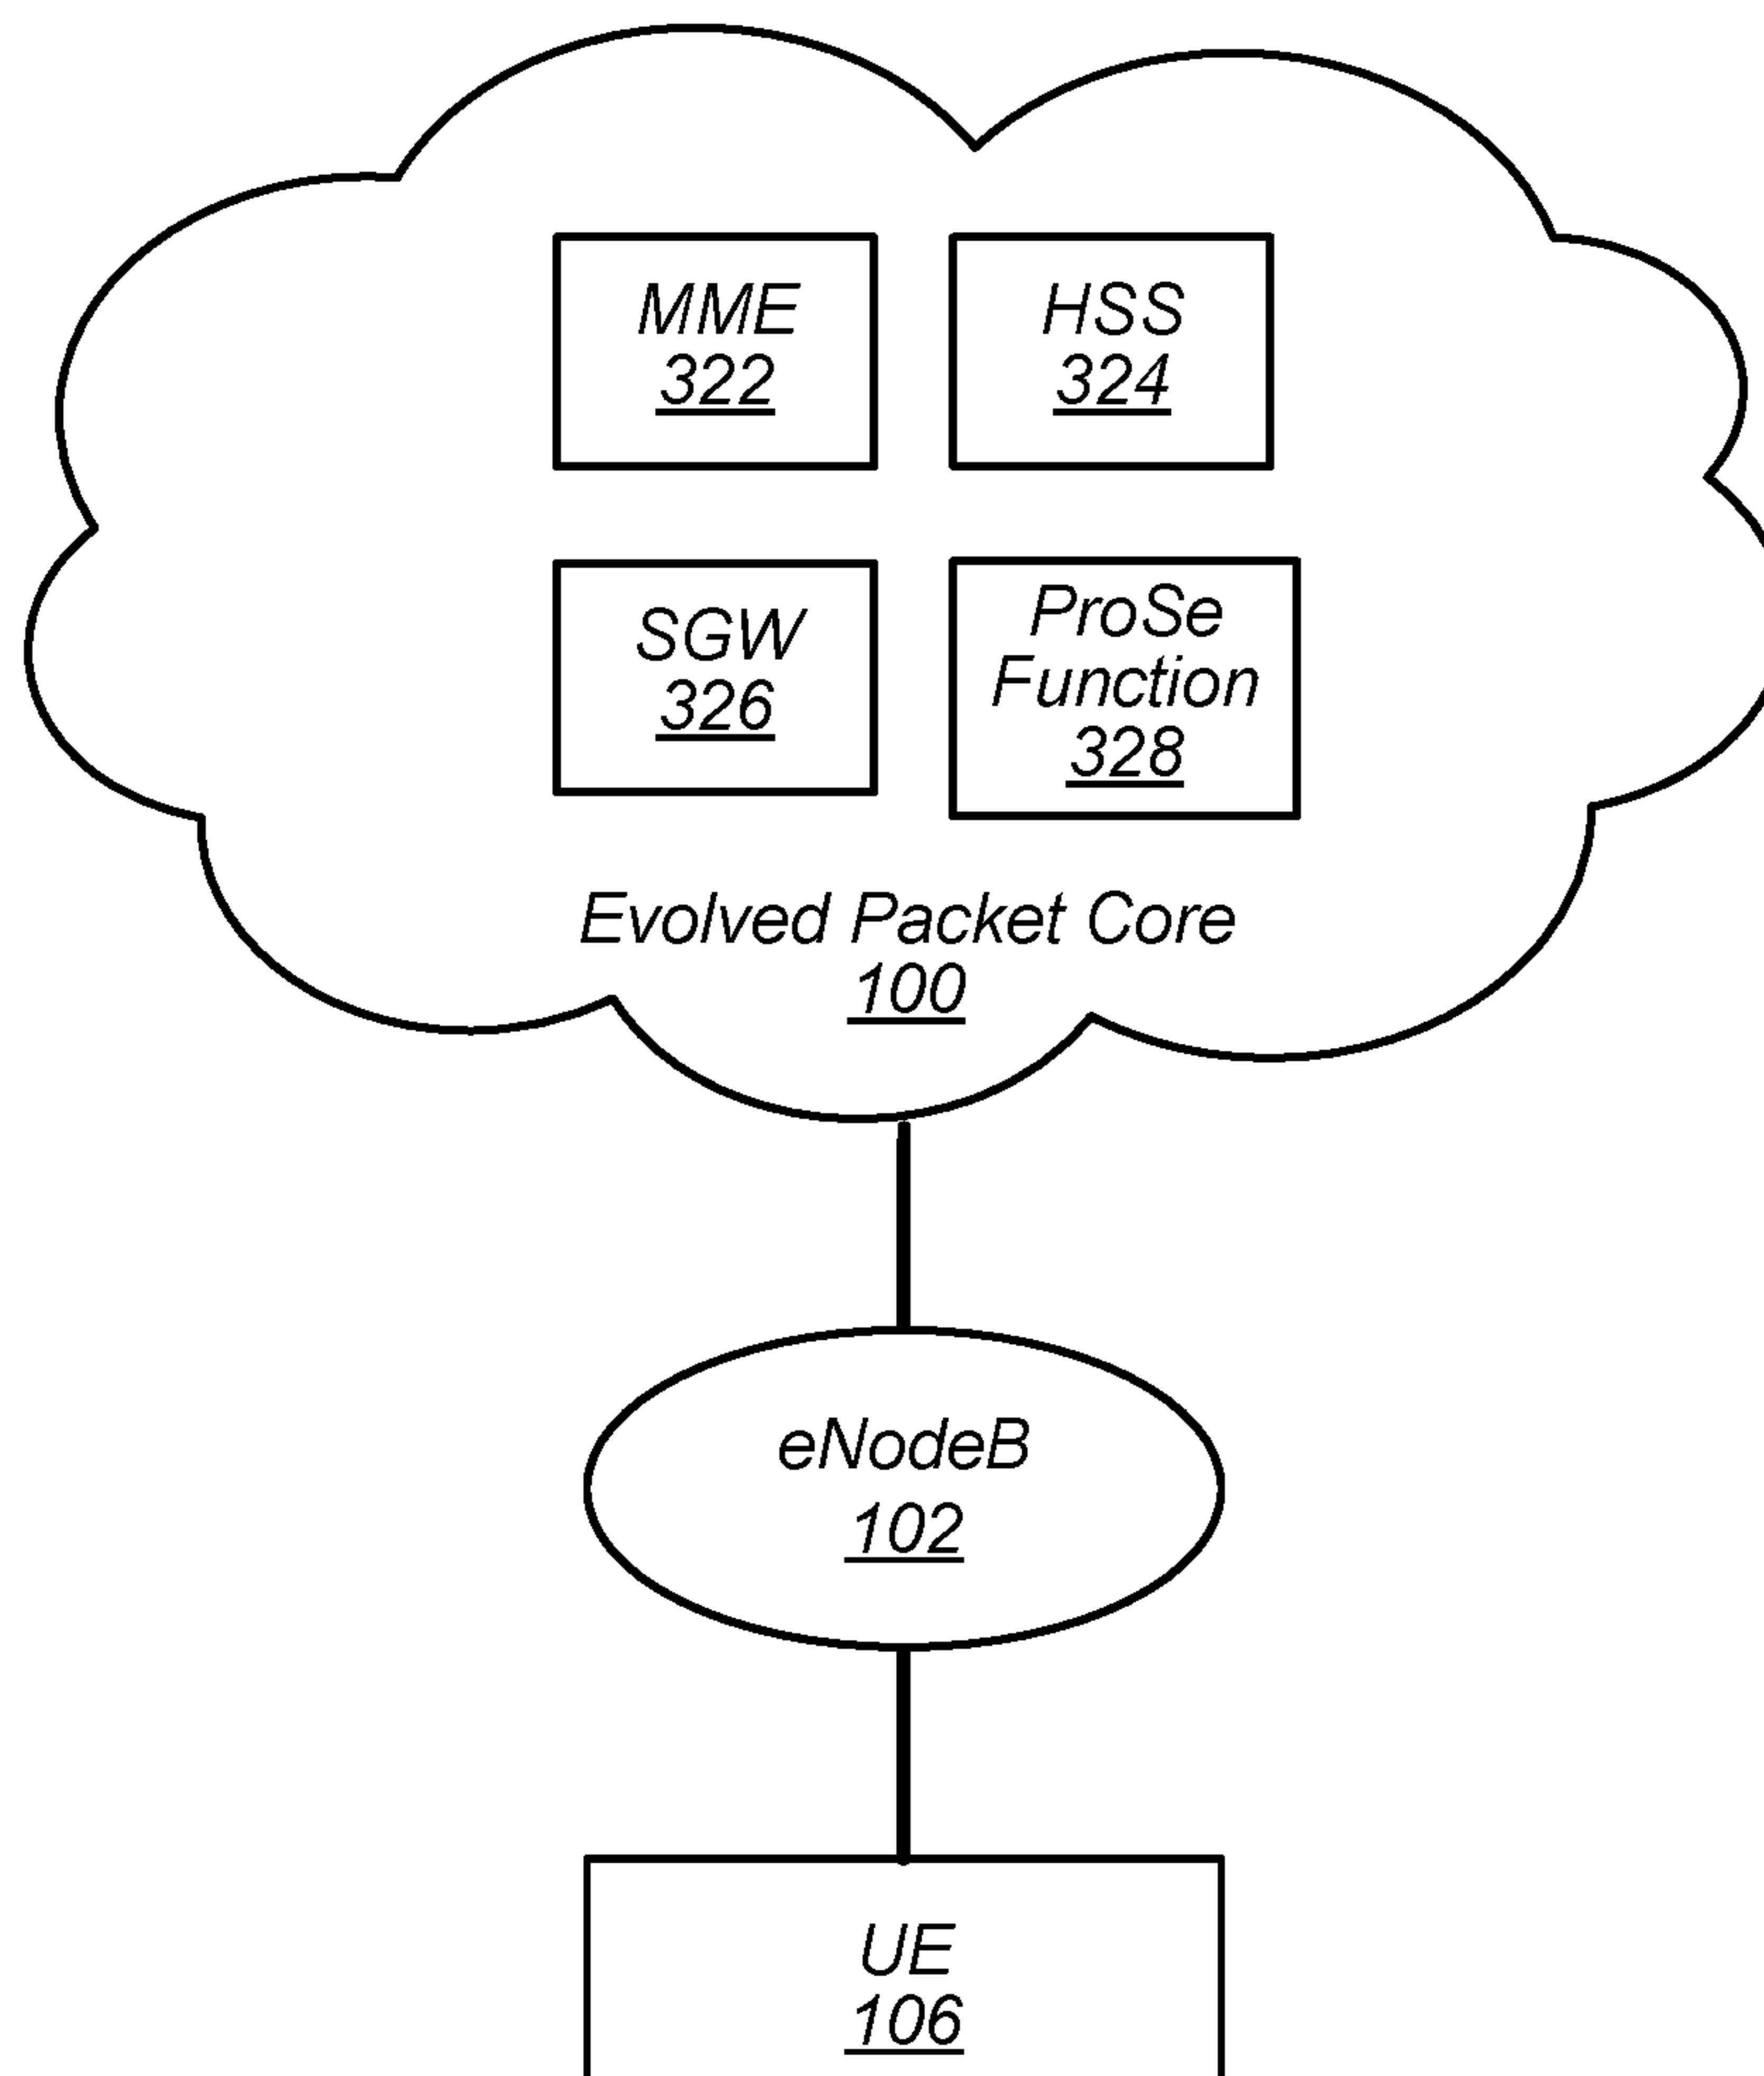 MME
322
HSS
324
SGW
326
ProSe
Function
328
Evolved Packet Core
100
eNodeB
102
UE
106